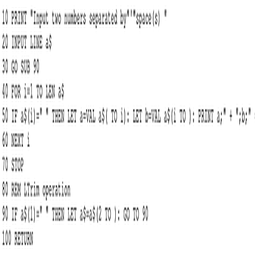 10 PRINT "Input two numbers separated by"'"space(s) "
20 INPUT LINE a$
30 GO SUB 90
40 FOR i=1 TO LEN a$
50 IF a$(i)=" " THEN LET a=VAL a$( TO i): LET b=VAL a$(i TO ): PRINT a;" + ";b;"
60 NEXT i
70 STOP
80 REM LTrim operation
90 IF a$(1)=" " THEN LET a$=a$(2 TO ): GO TO 90
100 RETURN